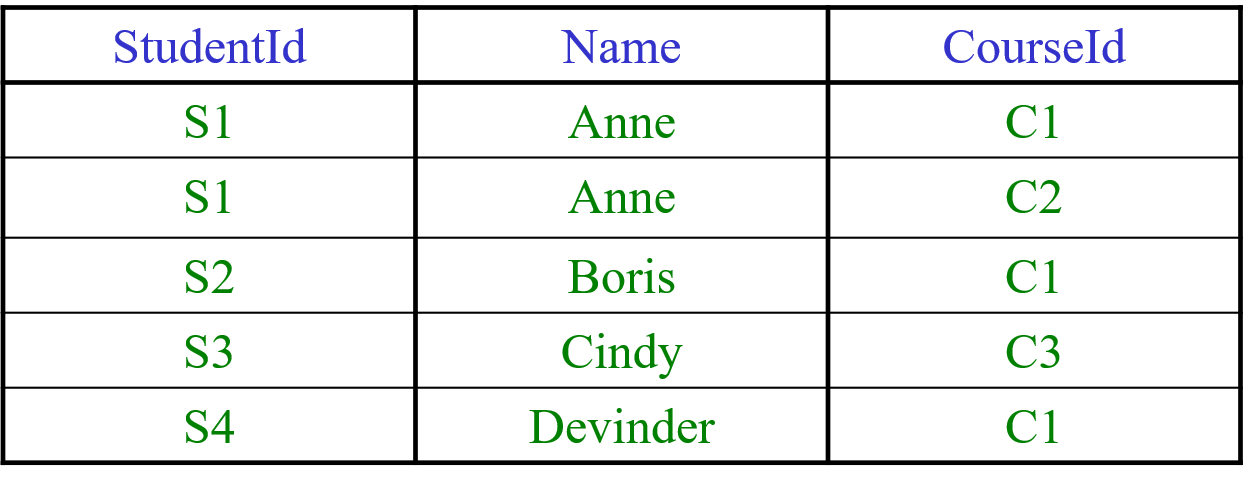 StudentId Name CourseId
S1 Anne C1
S1 Anne C2
S2 Boris C1
S3 Cindy C3
S4 Devinder C1